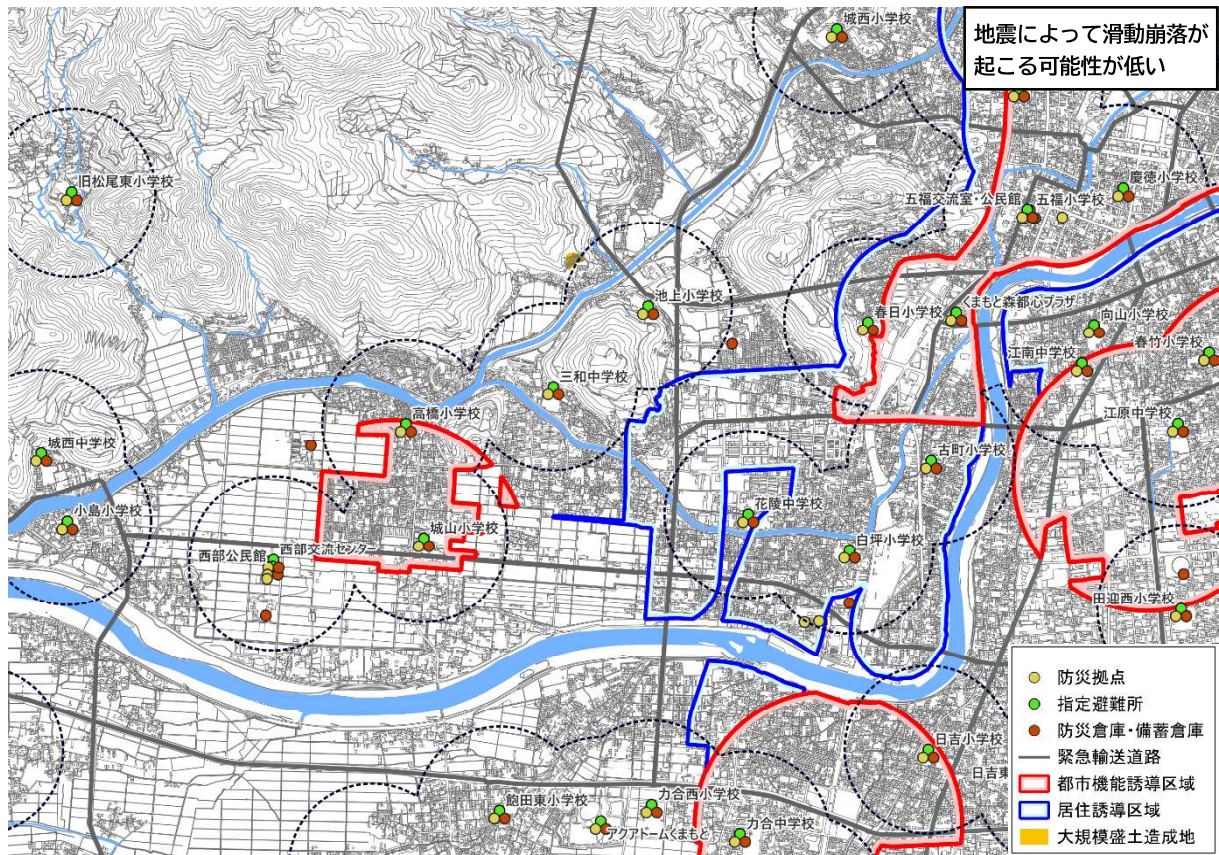 地震によって滑動崩落が
起こる可能性が低い
城西小学校
旧松尾東小学校
慶徳小学校
五福交流室・公民館
五福小学校
池上小学校
春日小学校
くまもと森都心プラザ
向山小学校
江南中学校
春竹小学校
三和中学校
高橋小学校
江原中学校
城西中学校
古町小学校
小島小学校
花陵中学校
城山小学校
白坪小学校
西部公民館
西部交流センター
田迎西小学校
日吉小学校
日吉東
飽田東小学校
力合西小学校
アクアドームくまもと
力合中学校
防災拠点
指定避難所
防災倉庫・備蓄倉庫
緊急輸送道路
都市機能誘導区域
居住誘導区域
大規模盛土造成地